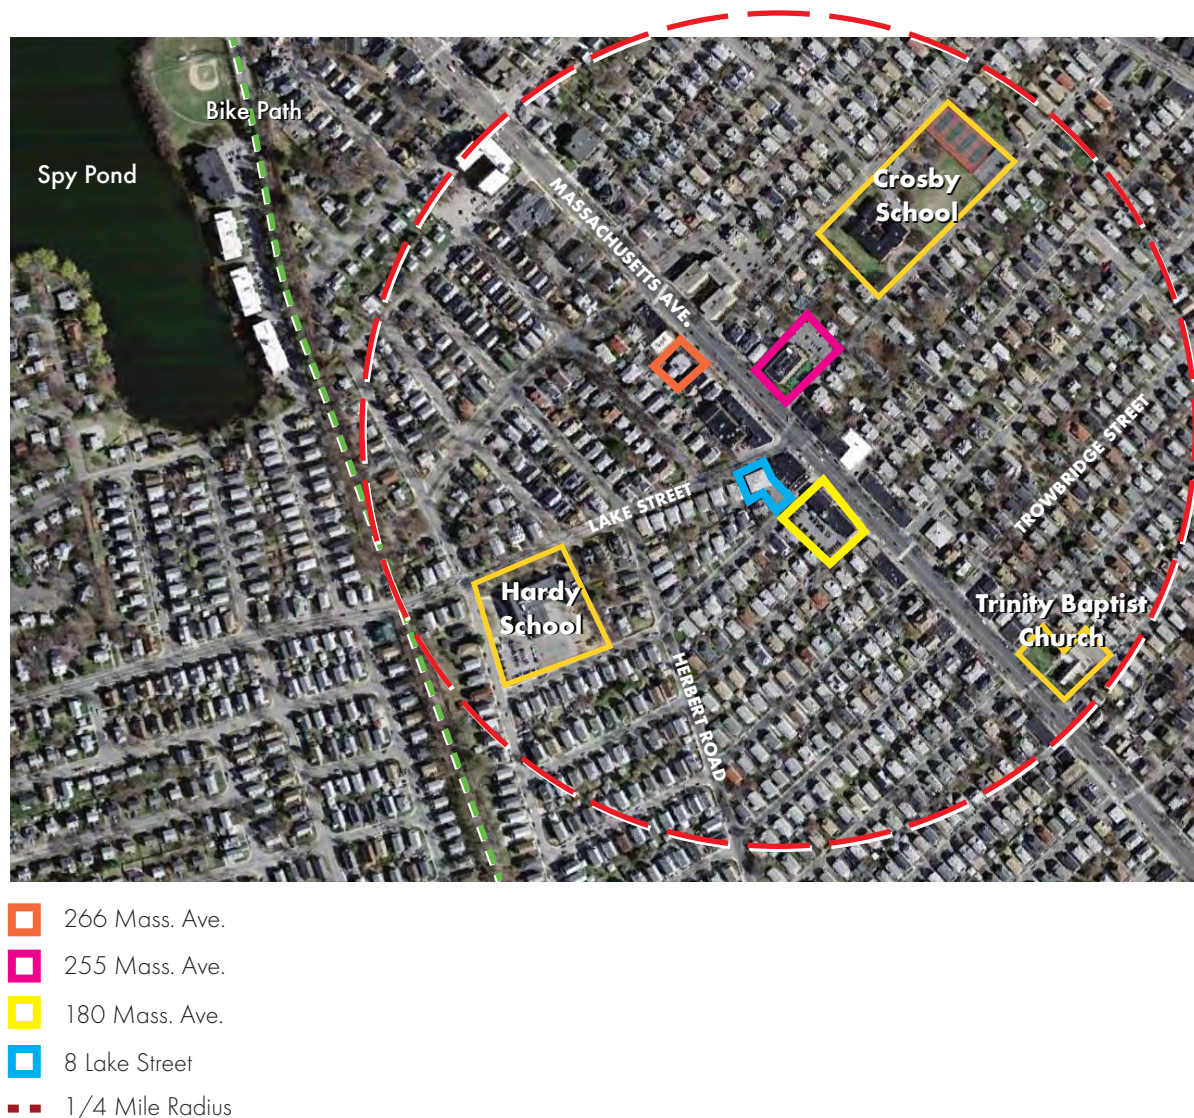 Bike Path
Spy Pond
Crosby
School
MASSACHUSETTS AVE.
TROWBRIDGE STREET
LAKE STREET
Hardy
School
Trinity Baptist
Church
HERBERT ROAD
266 Mass. Ave.
255 Mass. Ave.
180 Mass. Ave.
8 Lake Street
1/4 Mile Radius